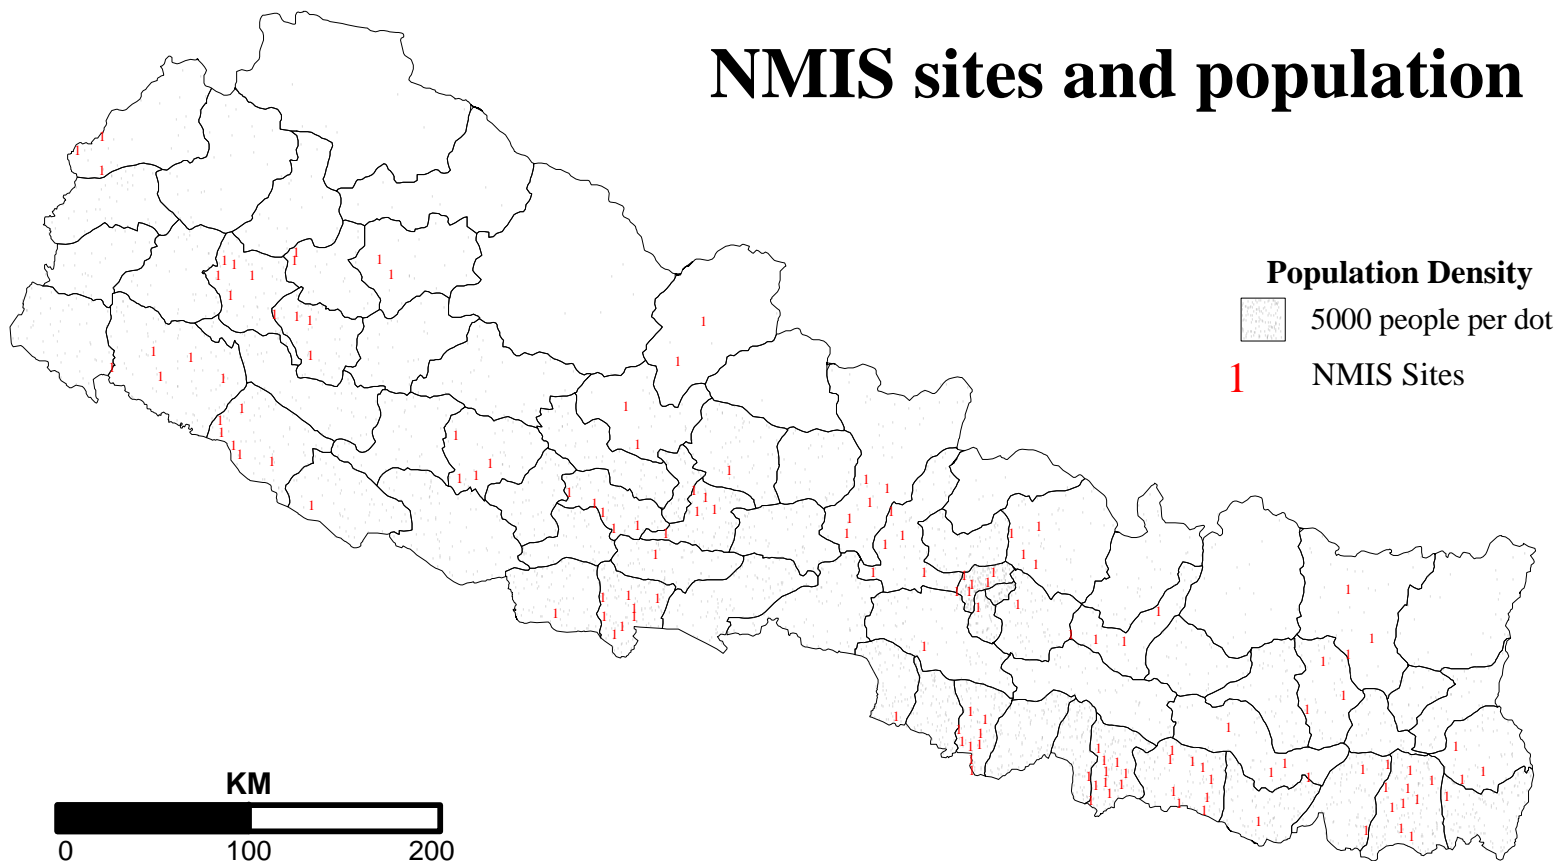 NMIS sites and population
Population Density
5000 people per dot
1 NMIS Sites
KM
0 100 200